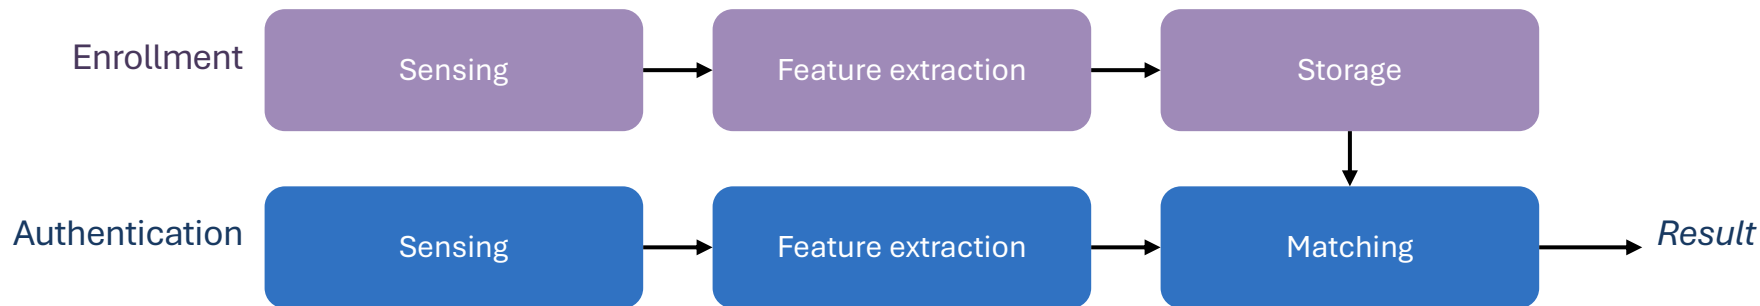 Enrollment
Sensing
Feature extraction
Storage
Authentication
Sensing
Feature extraction
Matching
Result